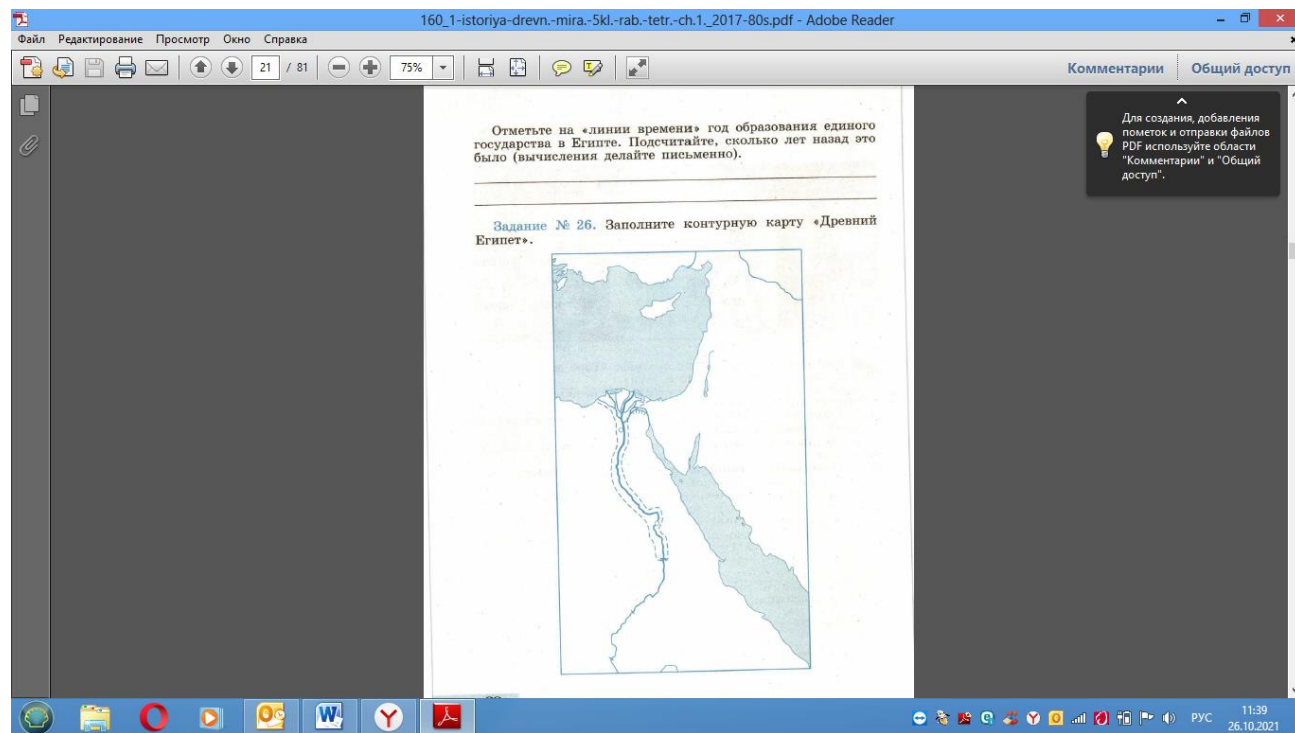 160_1-istoriya-drevn.-mira.-5kl.-rab.-tetr.-ch.1._2017-80s.pdf - Adobe Reader
Файл Редактирование Просмотр Окно Справка
21 / 81 75% Комментарии Общий доступ
Для создания, добавления
пометок и отправки файлов
PDF используйте области
"Комментарии" и "Общий
доступ".
Отметьте на «линии времени» год образования единого
государства в Египте. Подсчитайте, сколько лет назад это
было (вычисления делайте письменно).
Задание № 26. Заполните контурную карту «Древний
Египет».
РУС 11:39
26.10.2021